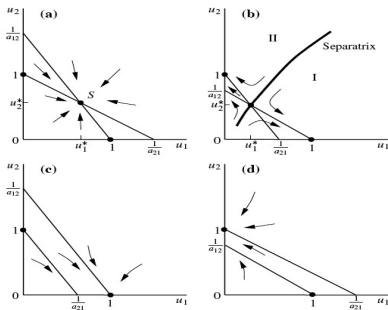 u₂ (a)
1/a₁₂
1
u₂*
S
0 u₁* 1 1/a₂₁ u₁
u₂ (b)
II
Separatrix
1
1/a₁₂
u₂*
I
0 u₁* 1/a₂₁ 1 u₁
u₂ (c)
1/a₁₂
1
0 1/a₂₁ 1 u₁
u₂ (d)
1
1/a₁₂
0 1 1/a₂₁ u₁